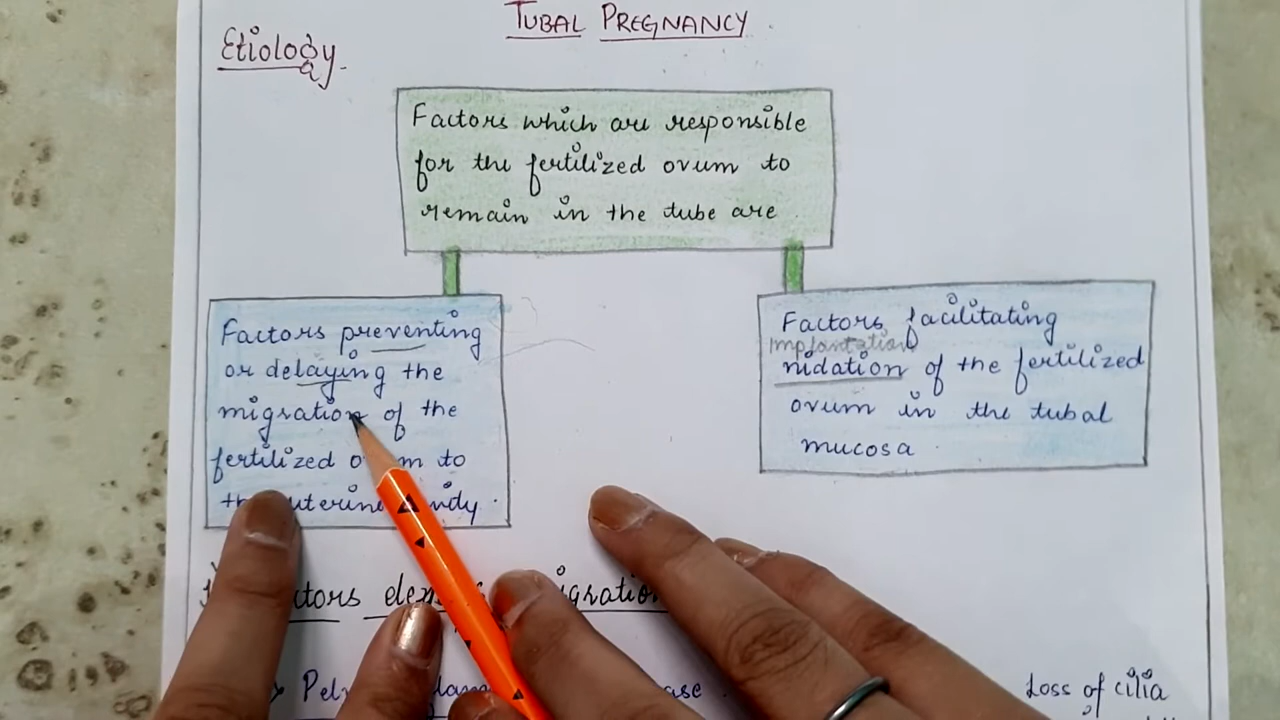 TUBAL PREGNANCY
Etiology.
Factors which are responsible
for the fertilized ovum to
remain in the tube are
Factors preventing
or delaying the
migration of the
fertilized to
uterine
Factors facilitating
Implantation
nidation of the fertilized
ovum in the tubal
mucosa.
Loss of cilia